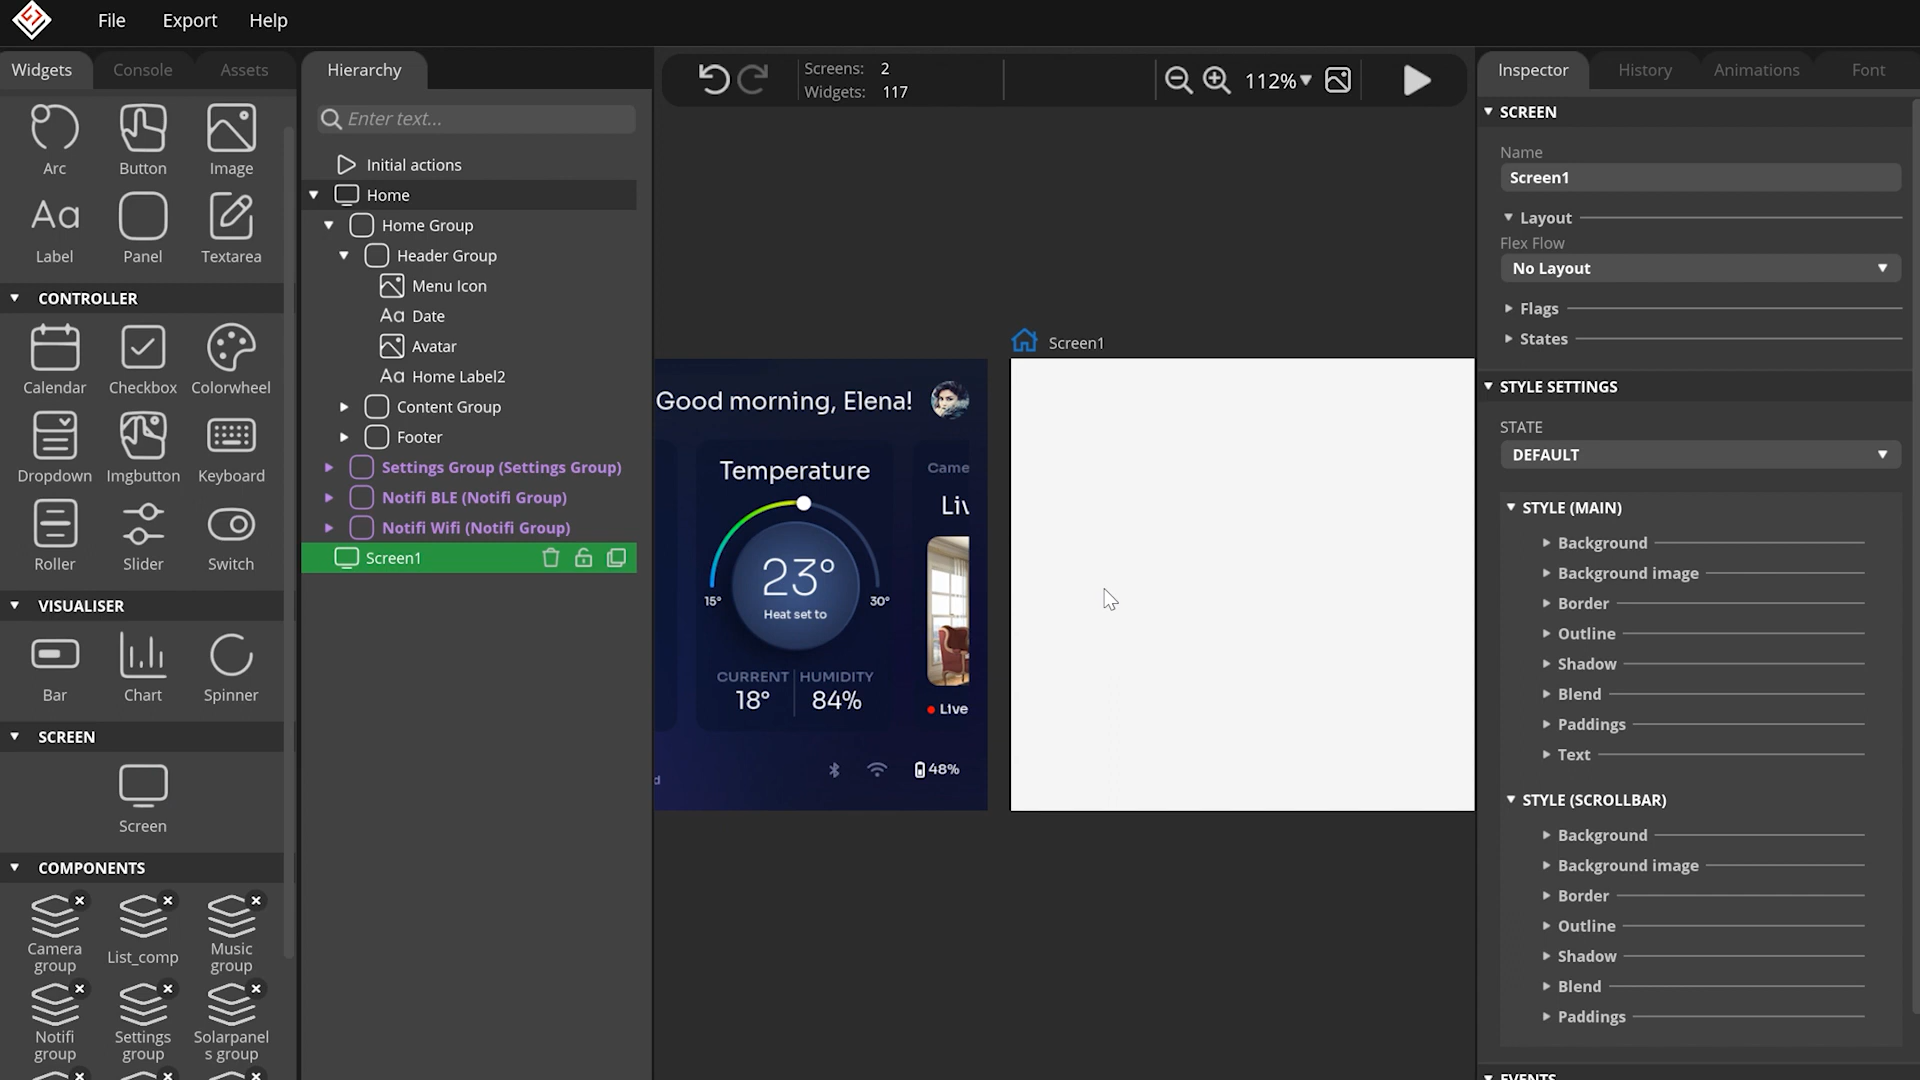 File Export Help
Widgets Console Assets
Hierarchy
Screens: 2
Widgets: 117
112%
Inspector History Animations Font
Enter text...
Arc Button Image
Aa
Label Panel Textarea
CONTROLLER
Calendar Checkbox Colorwheel
Dropdown Imgbutton Keyboard
Roller Slider Switch
VISUALISER
Bar Chart Spinner
SCREEN
Screen
COMPONENTS
Camera group List_comp Music group
Notifi group Settings group Solarpanel s group
Initial actions
Home
Home Group
Header Group
Menu Icon
Aa Date
Avatar
Aa Home Label2
Content Group
Footer
Settings Group (Settings Group)
Notifi BLE (Notifi Group)
Notifi Wifi (Notifi Group)
Screen1
Good morning, Elena!
Temperature
23°
Heat set to
15° 30°
CURRENT HUMIDITY
18° 84%
Came
Liv
Live
d
48%
Screen1
SCREEN
Name
Screen1
Layout
Flex Flow
No Layout
Flags
States
STYLE SETTINGS
STATE
DEFAULT
STYLE (MAIN)
Background
Background image
Border
Outline
Shadow
Blend
Paddings
Text
STYLE (SCROLLBAR)
Background
Background image
Border
Outline
Shadow
Blend
Paddings
EVENTS